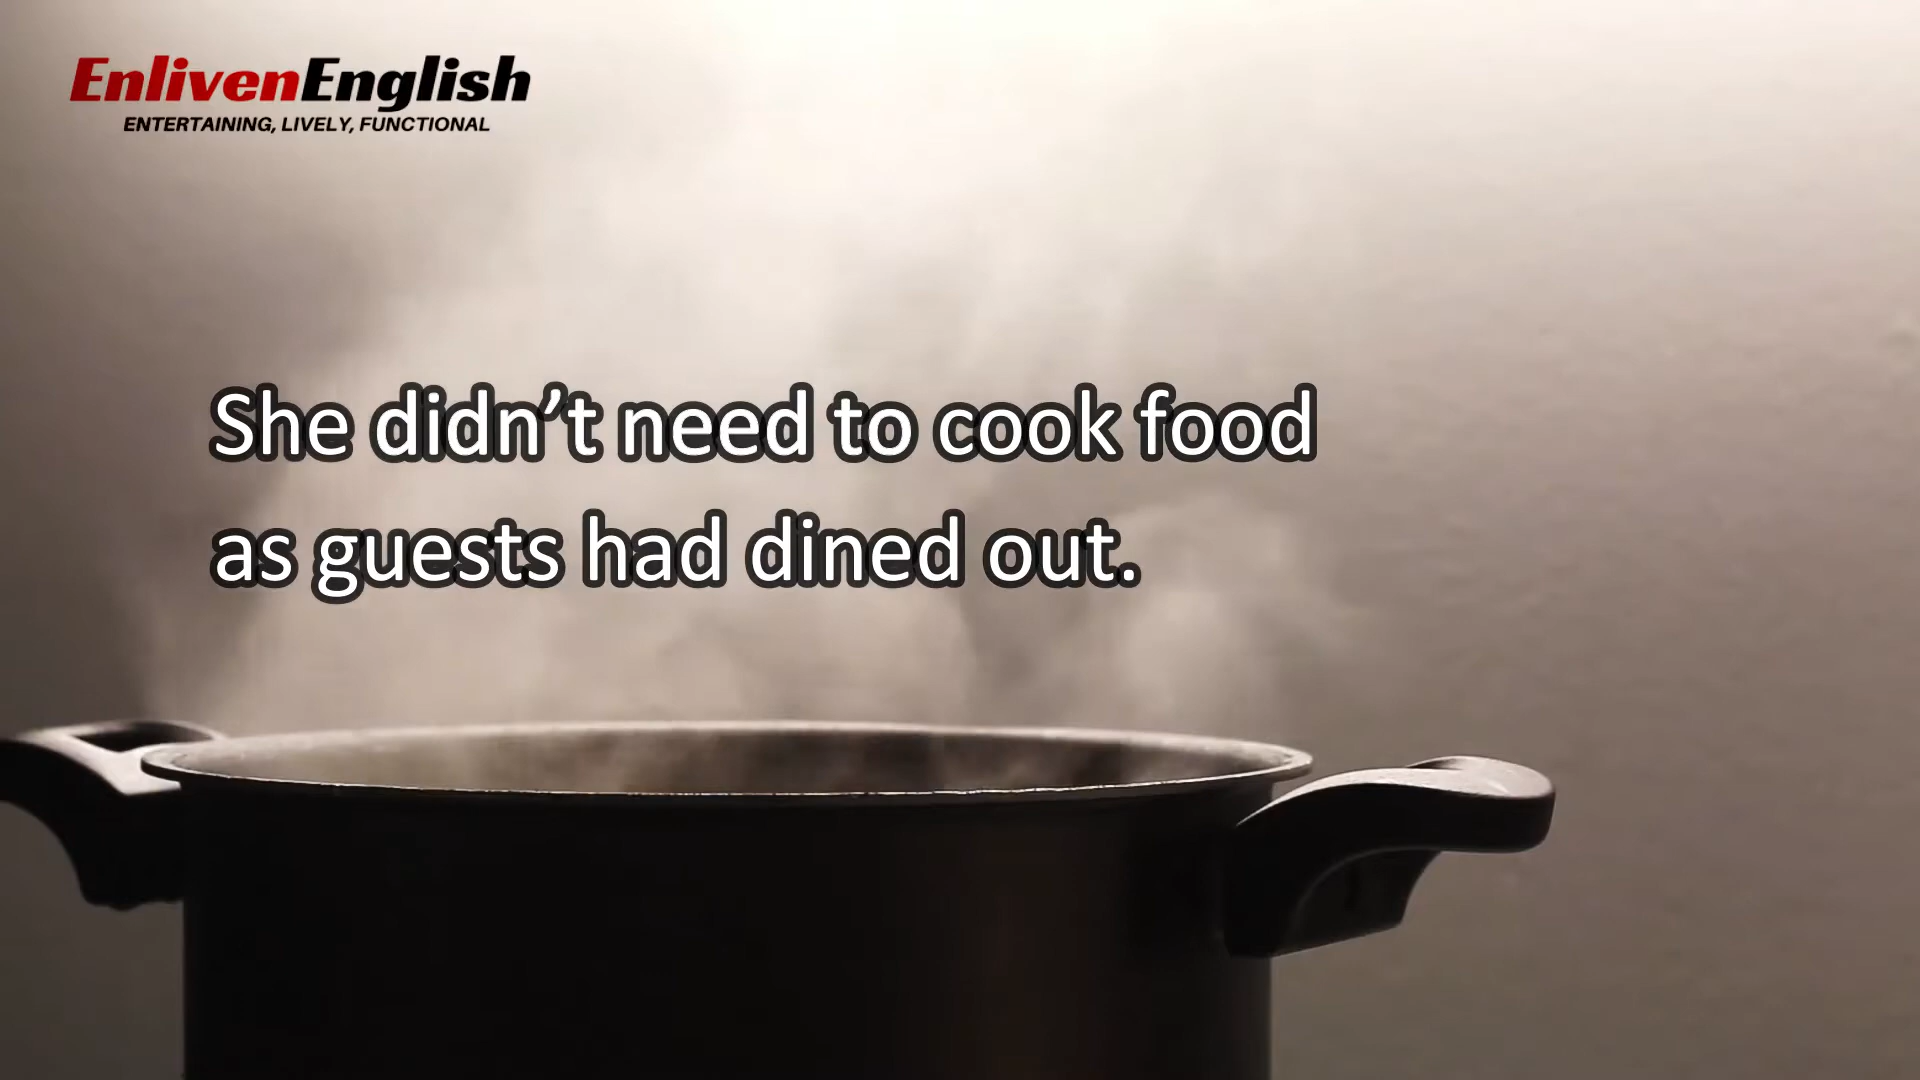 EnlivenEnglish
ENTERTAINING, LIVELY, FUNCTIONAL
She didn’t need to cook food
as guests had dined out.